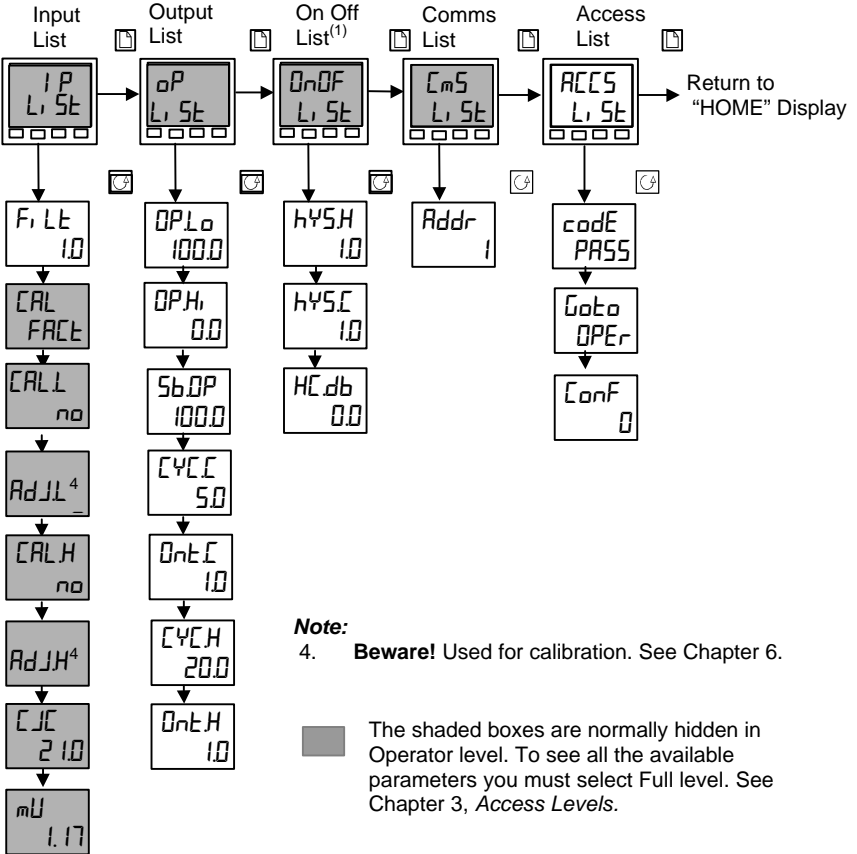 Input List
Output List
On Off List(1)
Comms List
Access List
IP LiSt
oP LiSt
OnOF LiSt
CmS LiSt
ACCS LiSt
Return to "HOME" Display
FiLt 1.0
CAL FACt
CAL.L no
AdJ.L4 _
CAL.H no
AdJ.H4
CJC 21.0
mU 1.17
OP.Lo 100.0
OP.Hi 0.0
Sb.OP 100.0
CYC.C 5.0
Ont.C 1.0
CYC.H 20.0
Ont.H 1.0
hYS.H 1.0
hYS.C 1.0
HC.db 0.0
Addr 1
codE PASS
Goto OPEr
ConF 0
Note:
4. Beware! Used for calibration. See Chapter 6.
The shaded boxes are normally hidden in
Operator level. To see all the available
parameters you must select Full level. See
Chapter 3, Access Levels.